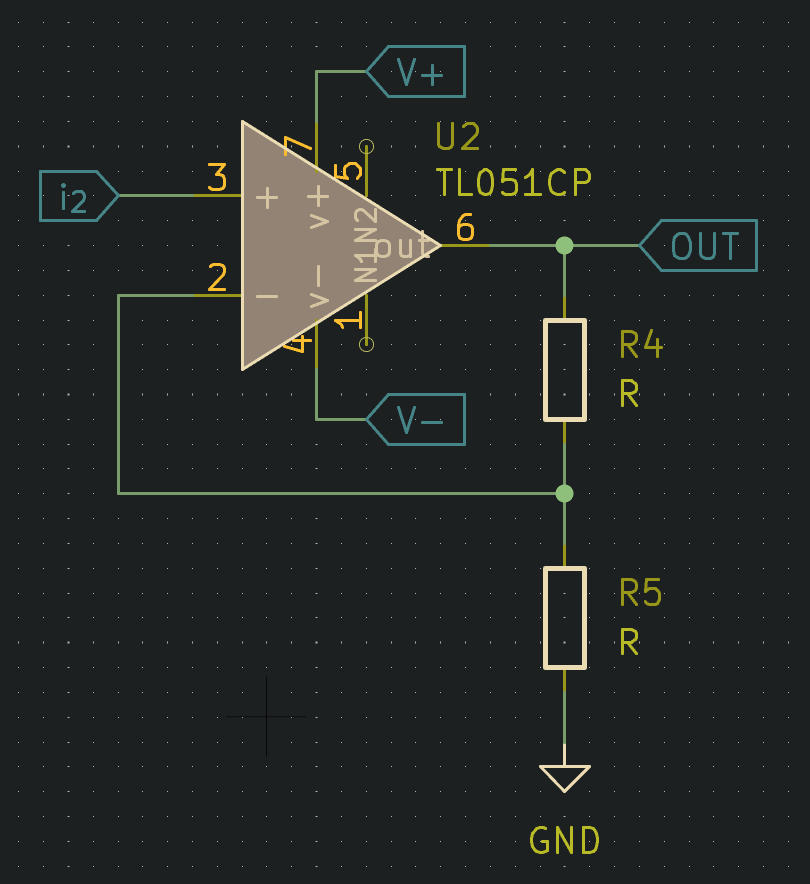 V+
U2
TL051CP
7
5
i2
3
+
v+
N2
6
out
OUT
2
−
v−
N1
1
4
R4
R
V−
R5
R
GND